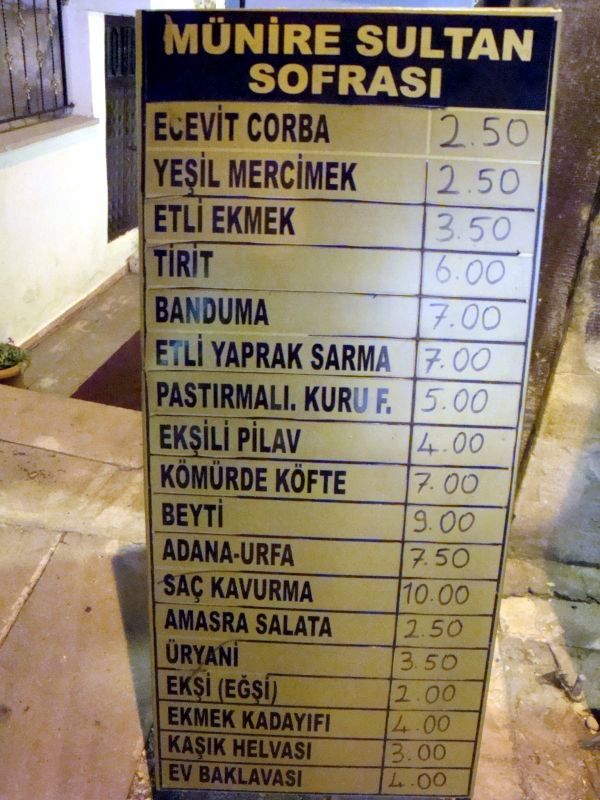 MÜNİRE SULTAN
SOFRASI
ECEVİT CORBA 2.50
YEŞİL MERCİMEK 2.50
ETLİ EKMEK 3.50
TİRİT 6.00
BANDUMA 7.00
ETLİ YAPRAK SARMA 7.00
PASTIRMALI. KURU F. 5.00
EKŞİLİ PİLAV 4.00
KÖMÜRDE KÖFTE 7.00
BEYTİ 9.00
ADANA-URFA 7.50
SAÇ KAVURMA 10.00
AMASRA SALATA 2.50
ÜRYANİ 3.50
EKŞİ (EĞŞİ) 2.00
EKMEK KADAYIFI 4.00
KAŞIK HELVASI 3.00
EV BAKLAVASI 4.00